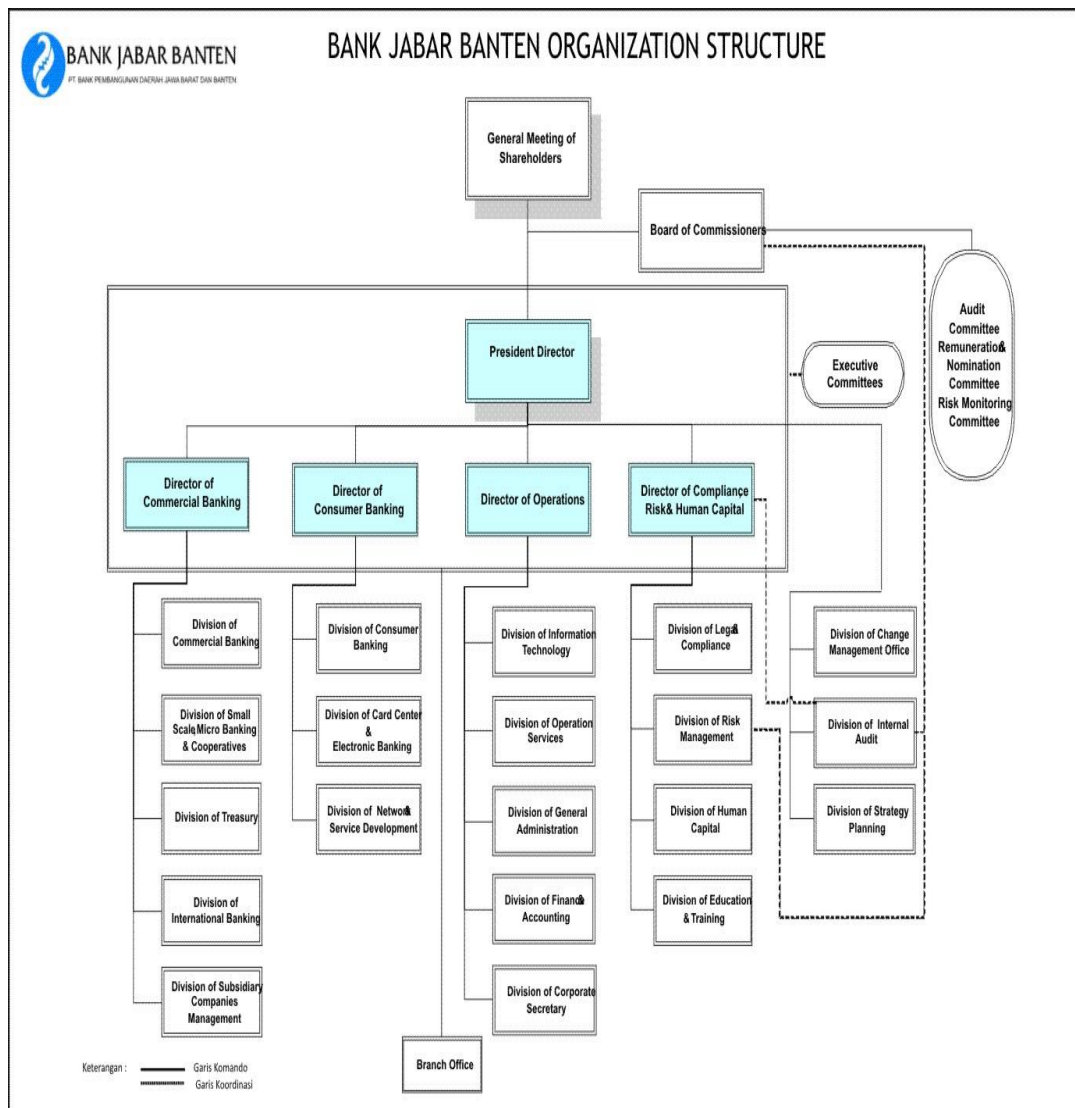 BANK JABAR BANTEN
PT. BANK PEMBANGUNAN DAERAH JAWA BARAT DAN BANTEN
BANK JABAR BANTEN ORGANIZATION STRUCTURE
General Meeting of
Shareholders
Board of Commissioners
Audit
Committee
Remuneration&
Nomination
Committee
Risk Monitoring
Committee
President Director
Executive
Committees
Director of
Commercial Banking
Director of
Consumer Banking
Director of Operations
Director of Compliance,
Risk& Human Capital
Division of
Commercial Banking
Division of Small
Scale,Micro Banking
& Cooperatives
Division of Treasury
Division of
International Banking
Division of Subsidiary
Companies
Management
Division of Consumer
Banking
Division of Card Center
&
Electronic Banking
Division of Network&
Service Development
Division of Information
Technology
Division of Operation
Services
Division of General
Administration
Division of Finance&
Accounting
Division of Corporate
Secretary
Division of Legal&
Compliance
Division of Risk
Management
Division of Human
Capital
Division of Education
& Training
Division of Change
Management Office
Division of Internal
Audit
Division of Strategy
Planning
Branch Office
Keterangan :
Garis Komando
Garis Koordinasi